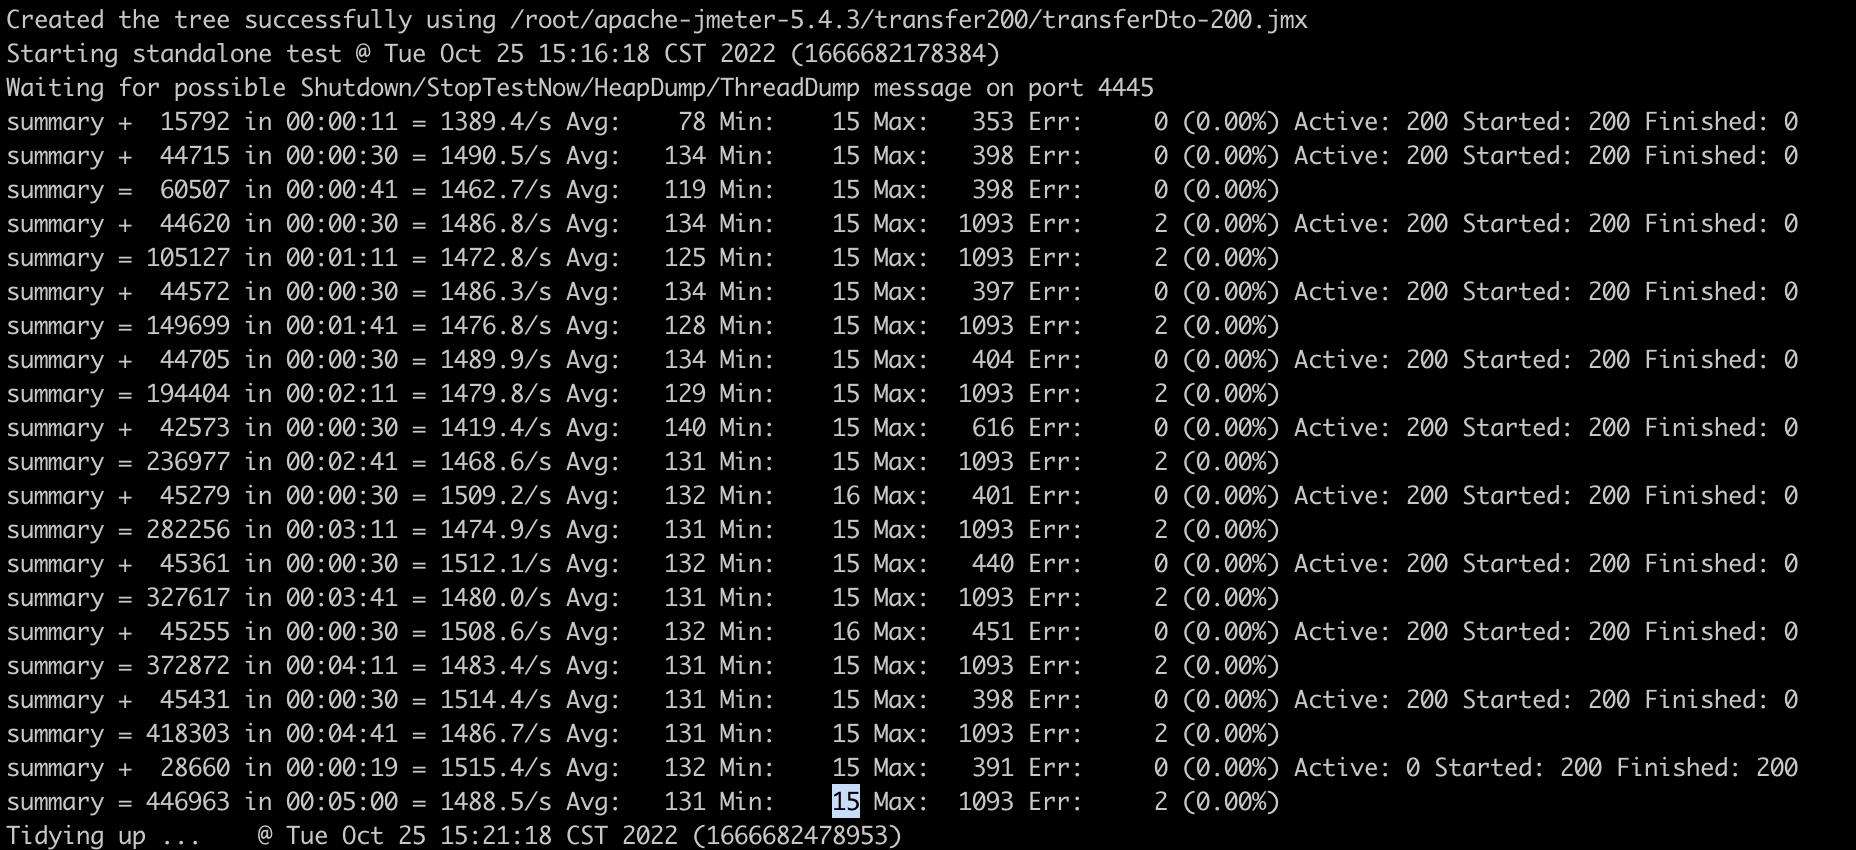 Created the tree successfully using /root/apache-jmeter-5.4.3/transfer200/transferDto-200.jmx
Starting standalone test @ Tue Oct 25 15:16:18 CST 2022 (1666682178384)
Waiting for possible Shutdown/StopTestNow/HeapDump/ThreadDump message on port 4445
summary +  15792 in 00:00:11 = 1389.4/s Avg:    78 Min:    15 Max:   353 Err:     0 (0.00%) Active: 200 Started: 200 Finished: 0
summary +  44715 in 00:00:30 = 1490.5/s Avg:   134 Min:    15 Max:   398 Err:     0 (0.00%) Active: 200 Started: 200 Finished: 0
summary =  60507 in 00:00:41 = 1462.7/s Avg:   119 Min:    15 Max:   398 Err:     0 (0.00%)
summary +  44620 in 00:00:30 = 1486.8/s Avg:   134 Min:    15 Max:  1093 Err:     2 (0.00%) Active: 200 Started: 200 Finished: 0
summary = 105127 in 00:01:11 = 1472.8/s Avg:   125 Min:    15 Max:  1093 Err:     2 (0.00%)
summary +  44572 in 00:00:30 = 1486.3/s Avg:   134 Min:    15 Max:   397 Err:     0 (0.00%) Active: 200 Started: 200 Finished: 0
summary = 149699 in 00:01:41 = 1476.8/s Avg:   128 Min:    15 Max:  1093 Err:     2 (0.00%)
summary +  44705 in 00:00:30 = 1489.9/s Avg:   134 Min:    15 Max:   404 Err:     0 (0.00%) Active: 200 Started: 200 Finished: 0
summary = 194404 in 00:02:11 = 1479.8/s Avg:   129 Min:    15 Max:  1093 Err:     2 (0.00%)
summary +  42573 in 00:00:30 = 1419.4/s Avg:   140 Min:    15 Max:   616 Err:     0 (0.00%) Active: 200 Started: 200 Finished: 0
summary = 236977 in 00:02:41 = 1468.6/s Avg:   131 Min:    15 Max:  1093 Err:     2 (0.00%)
summary +  45279 in 00:00:30 = 1509.2/s Avg:   132 Min:    16 Max:   401 Err:     0 (0.00%) Active: 200 Started: 200 Finished: 0
summary = 282256 in 00:03:11 = 1474.9/s Avg:   131 Min:    15 Max:  1093 Err:     2 (0.00%)
summary +  45361 in 00:00:30 = 1512.1/s Avg:   132 Min:    15 Max:   440 Err:     0 (0.00%) Active: 200 Started: 200 Finished: 0
summary = 327617 in 00:03:41 = 1480.0/s Avg:   131 Min:    15 Max:  1093 Err:     2 (0.00%)
summary +  45255 in 00:00:30 = 1508.6/s Avg:   132 Min:    16 Max:   451 Err:     0 (0.00%) Active: 200 Started: 200 Finished: 0
summary = 372872 in 00:04:11 = 1483.4/s Avg:   131 Min:    15 Max:  1093 Err:     2 (0.00%)
summary +  45431 in 00:00:30 = 1514.4/s Avg:   131 Min:    15 Max:   398 Err:     0 (0.00%) Active: 200 Started: 200 Finished: 0
summary = 418303 in 00:04:41 = 1486.7/s Avg:   131 Min:    15 Max:  1093 Err:     2 (0.00%)
summary +  28660 in 00:00:19 = 1515.4/s Avg:   132 Min:    15 Max:   391 Err:     0 (0.00%) Active: 0 Started: 200 Finished: 200
summary = 446963 in 00:05:00 = 1488.5/s Avg:   131 Min:    15 Max:  1093 Err:     2 (0.00%)
Tidying up ...    @ Tue Oct 25 15:21:18 CST 2022 (1666682478953)